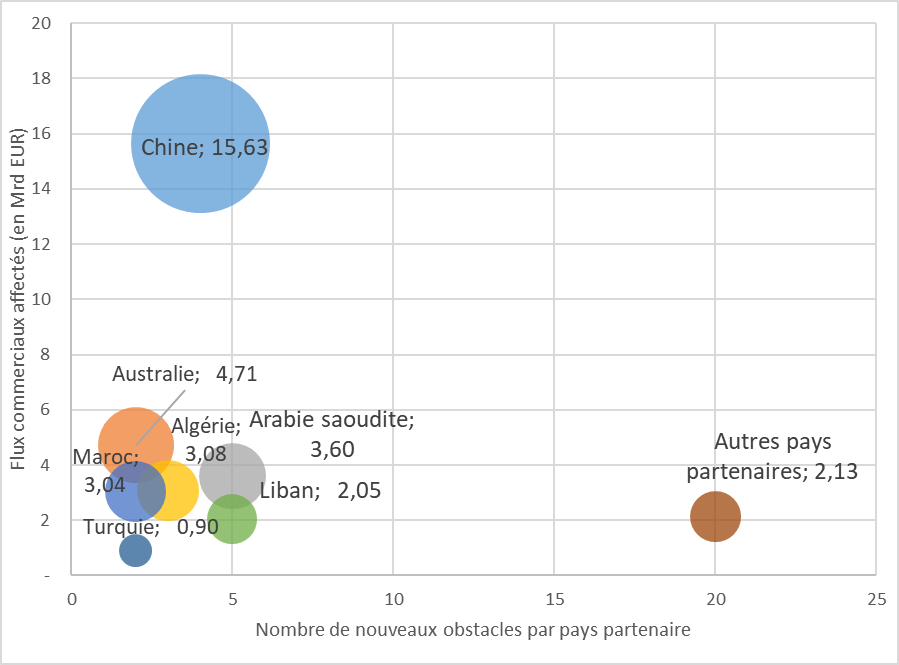 Flux commerciaux affectés (en Mrd EUR)
20
18
16
14
12
10
8
6
4
2
-
Chine; 15,63
Australie; 4,71
Algérie;
3,08
Arabie saoudite;
3,60
Maroc;
3,04
Liban; 2,05
Turquie; 0,90
Autres pays
partenaires; 2,13
0
5
10
15
20
25
Nombre de nouveaux obstacles par pays partenaire